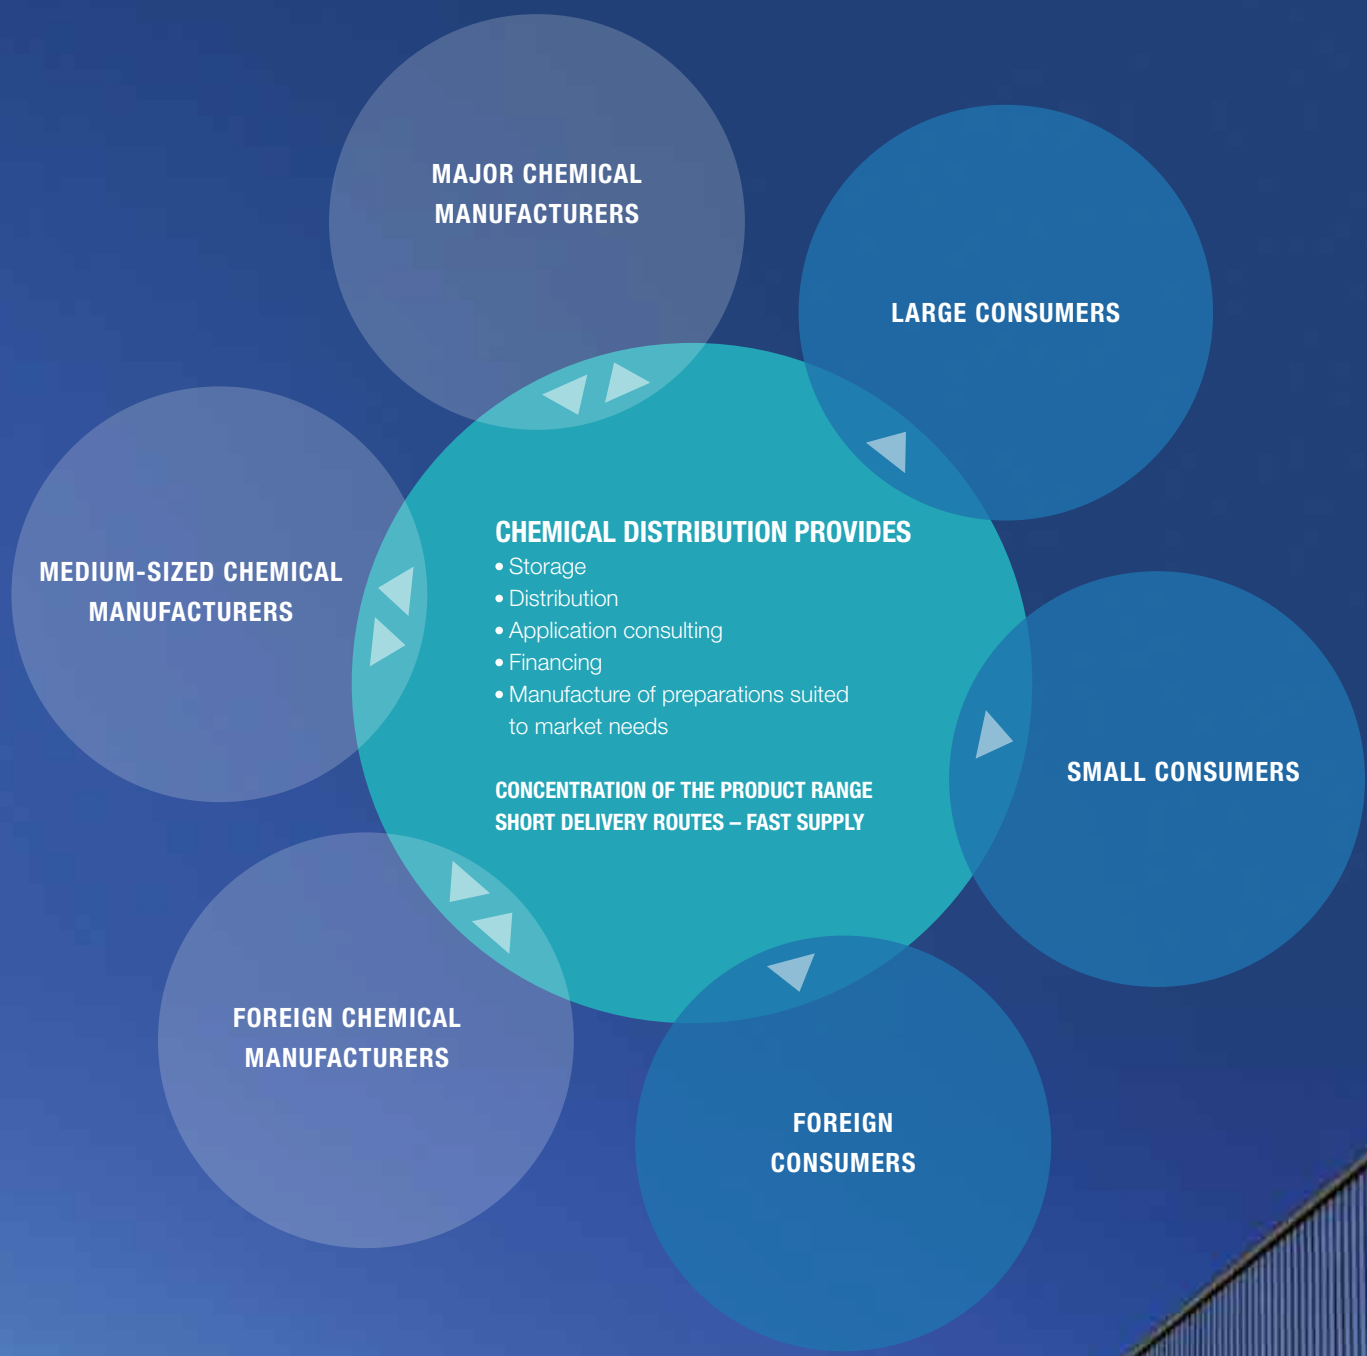 MAJOR CHEMICAL
MANUFACTURERS
LARGE CONSUMERS
MEDIUM-SIZED CHEMICAL
MANUFACTURERS
CHEMICAL DISTRIBUTION PROVIDES
• Storage
• Distribution
• Application consulting
• Financing
• Manufacture of preparations suited
to market needs
CONCENTRATION OF THE PRODUCT RANGE
SHORT DELIVERY ROUTES – FAST SUPPLY
SMALL CONSUMERS
FOREIGN CHEMICAL
MANUFACTURERS
FOREIGN
CONSUMERS